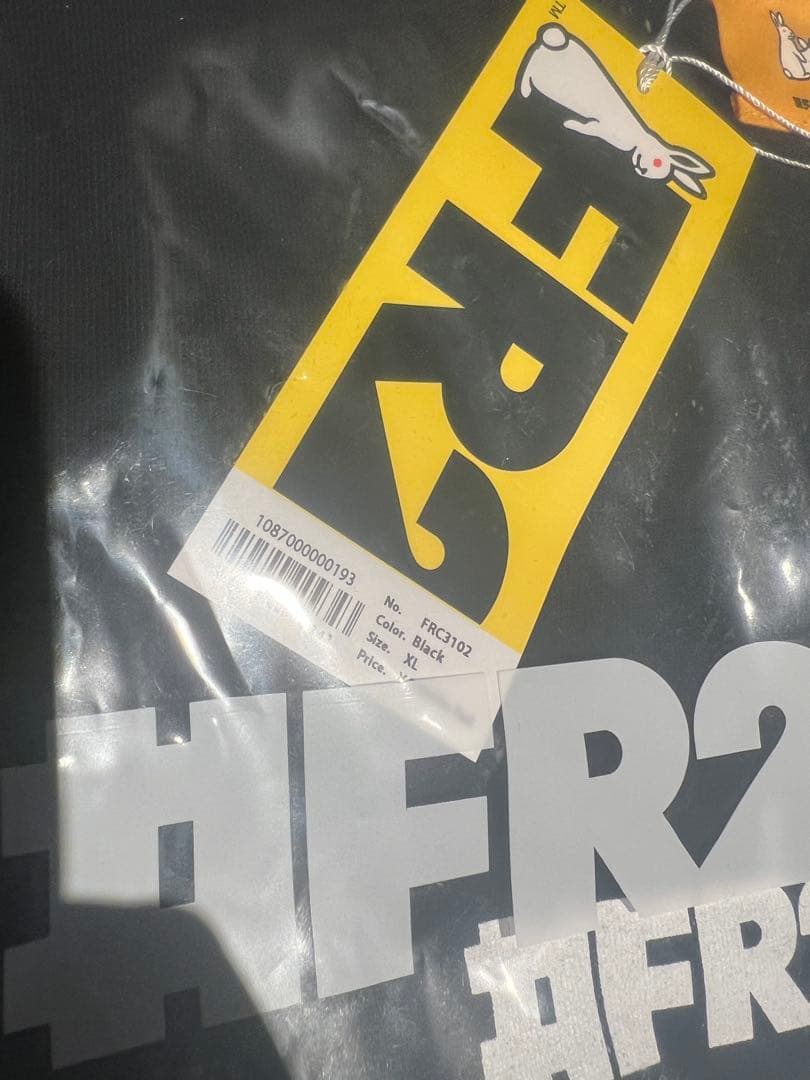 ™
FR2
1087000000193
No. FRC3102
Color. Black
Size. XL
Price.
#FR2
#FR